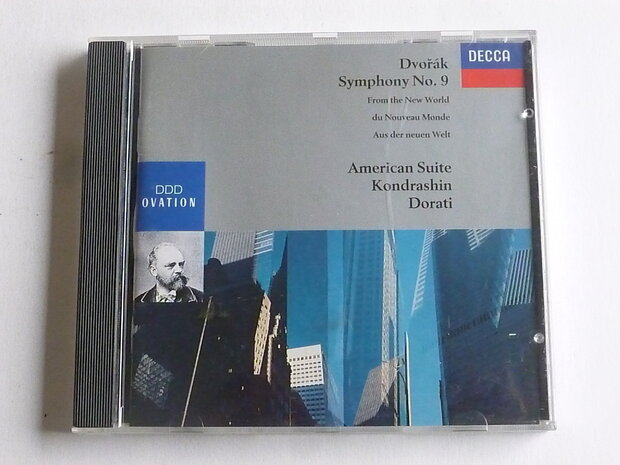 DECCA
Dvořák
Symphony No. 9
From the New World
du Nouveau Monde
Aus der neuen Welt
American Suite
Kondrashin
Dorati
DDD
OVATION